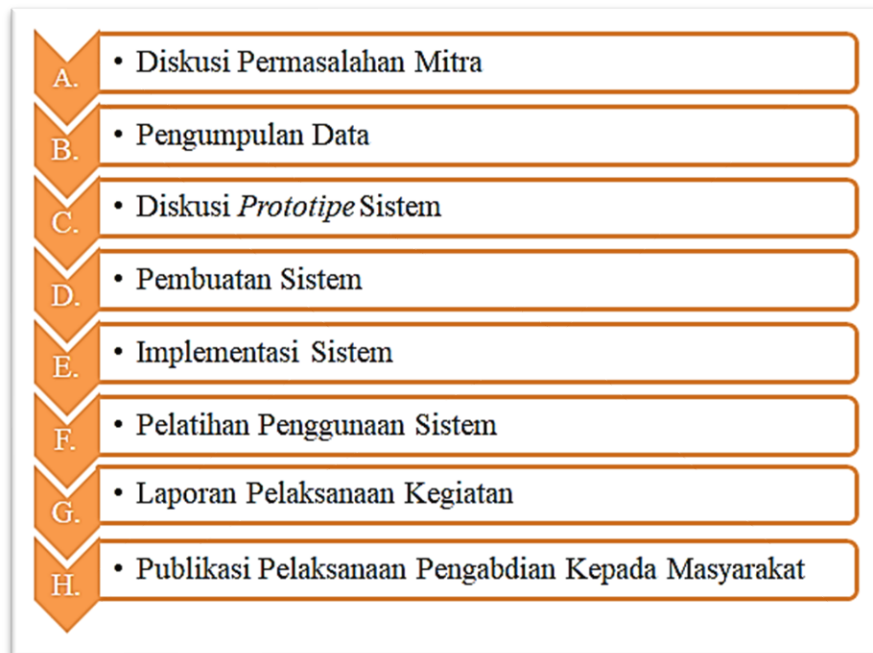 A. • Diskusi Permasalahan Mitra
B. • Pengumpulan Data
C. • Diskusi Prototipe Sistem
D. • Pembuatan Sistem
E. • Implementasi Sistem
F. • Pelatihan Penggunaan Sistem
G. • Laporan Pelaksanaan Kegiatan
H. • Publikasi Pelaksanaan Pengabdian Kepada Masyarakat